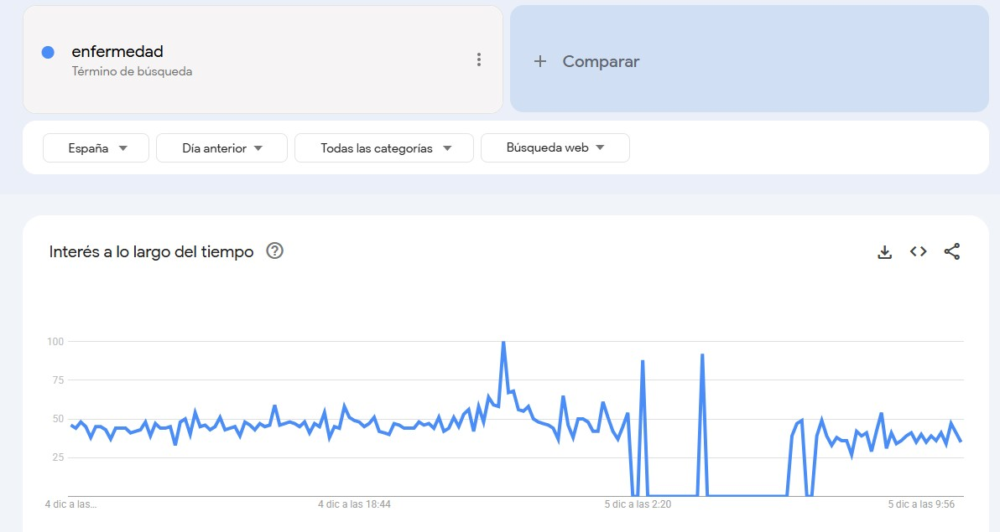 enfermedad
Término de búsqueda
Comparar
España
Día anterior
Todas las categorías
Búsqueda web
Interés a lo largo del tiempo
100
75
50
25
4 dic a las...
4 dic a las 18:44
5 dic a las 2:20
5 dic a las 9:56